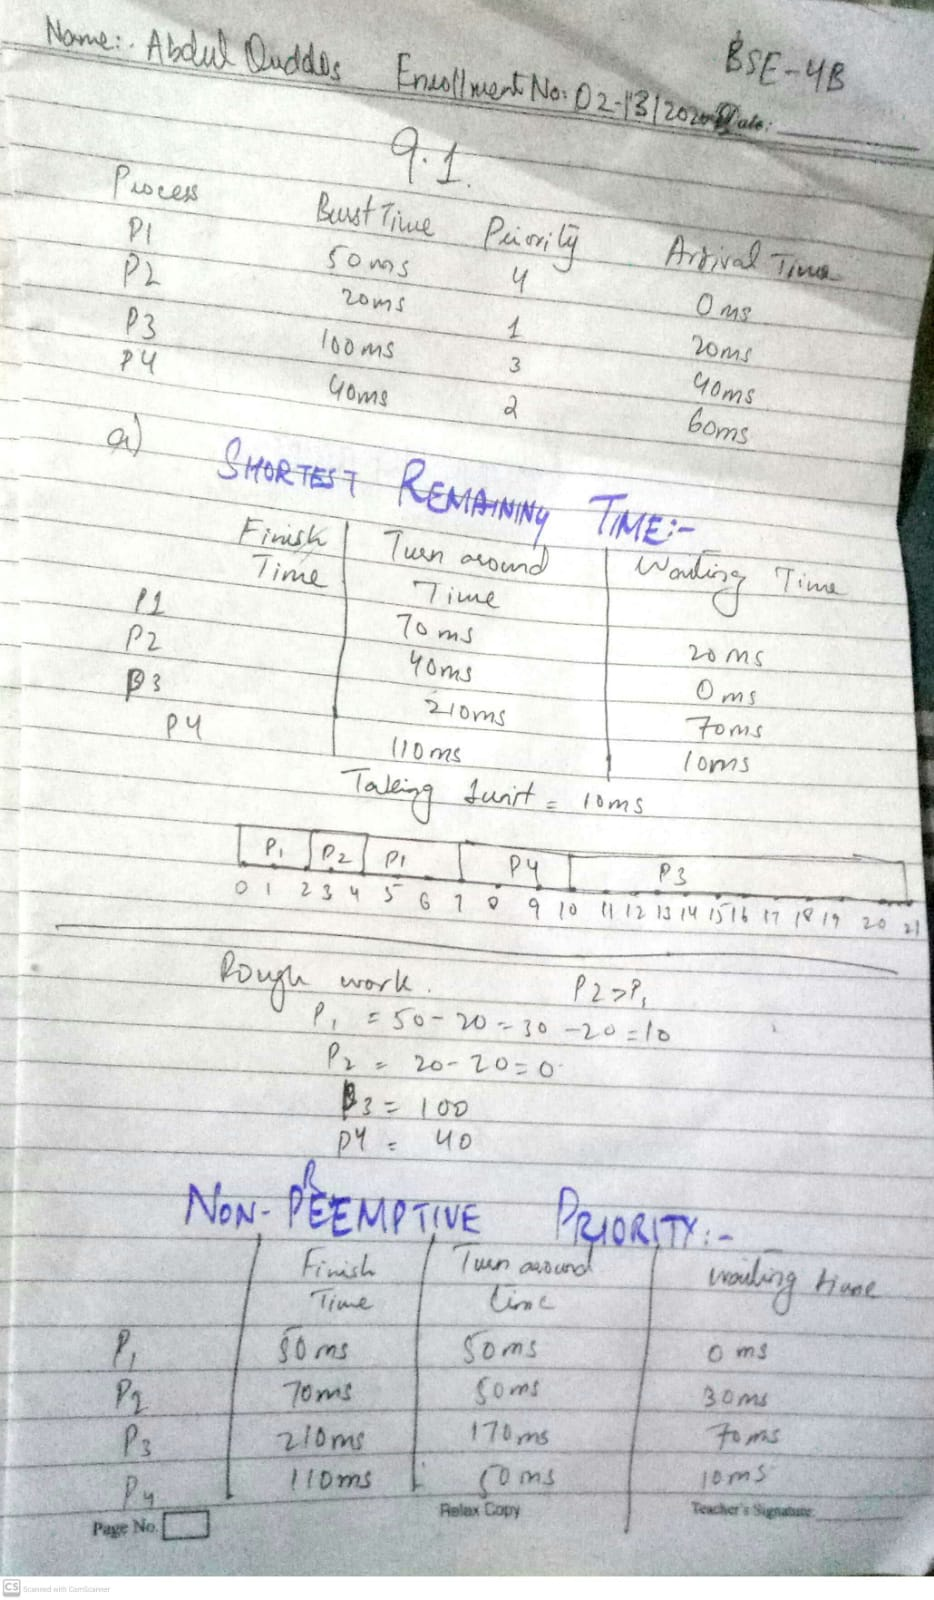 Name:- Abdul Quddos Enrollment No: 02-131202 Date:
BSE-4B
Q.1.
Process Burst Time Priority Arrival Time
P1 50ms 4 0ms
P2 20ms 1 20ms
P3 100ms 3 40ms
P4 40ms 2 60ms
a) SHORTEST REMAINING TIME:-
Finish Time Turn around Time Waiting Time
P1 70ms 20ms
P2 40ms 0ms
P3 210ms 70ms
P4 110ms 10ms
Taking 1unit = 10ms
P1 P2 P1 P4 P3
0 1 2 3 4 5 6 7 8 9 10 11 12 13 14 15 16 17 18 19 20 21
Rough work. P2>P1
P1 = 50-20=30-20=10
P2 = 20-20=0
P3 = 100
P4 = 40
NON-PREEMPTIVE PRIORITY:-
Finish Time Turn around time waiting time
P1 50ms 50ms 0ms
P2 70ms 50ms 30ms
P3 210ms 170ms 70ms
P4 110ms 50ms 10ms
Page No. Relax Copy Teacher's Signature:
CS Scanned with CamScanner